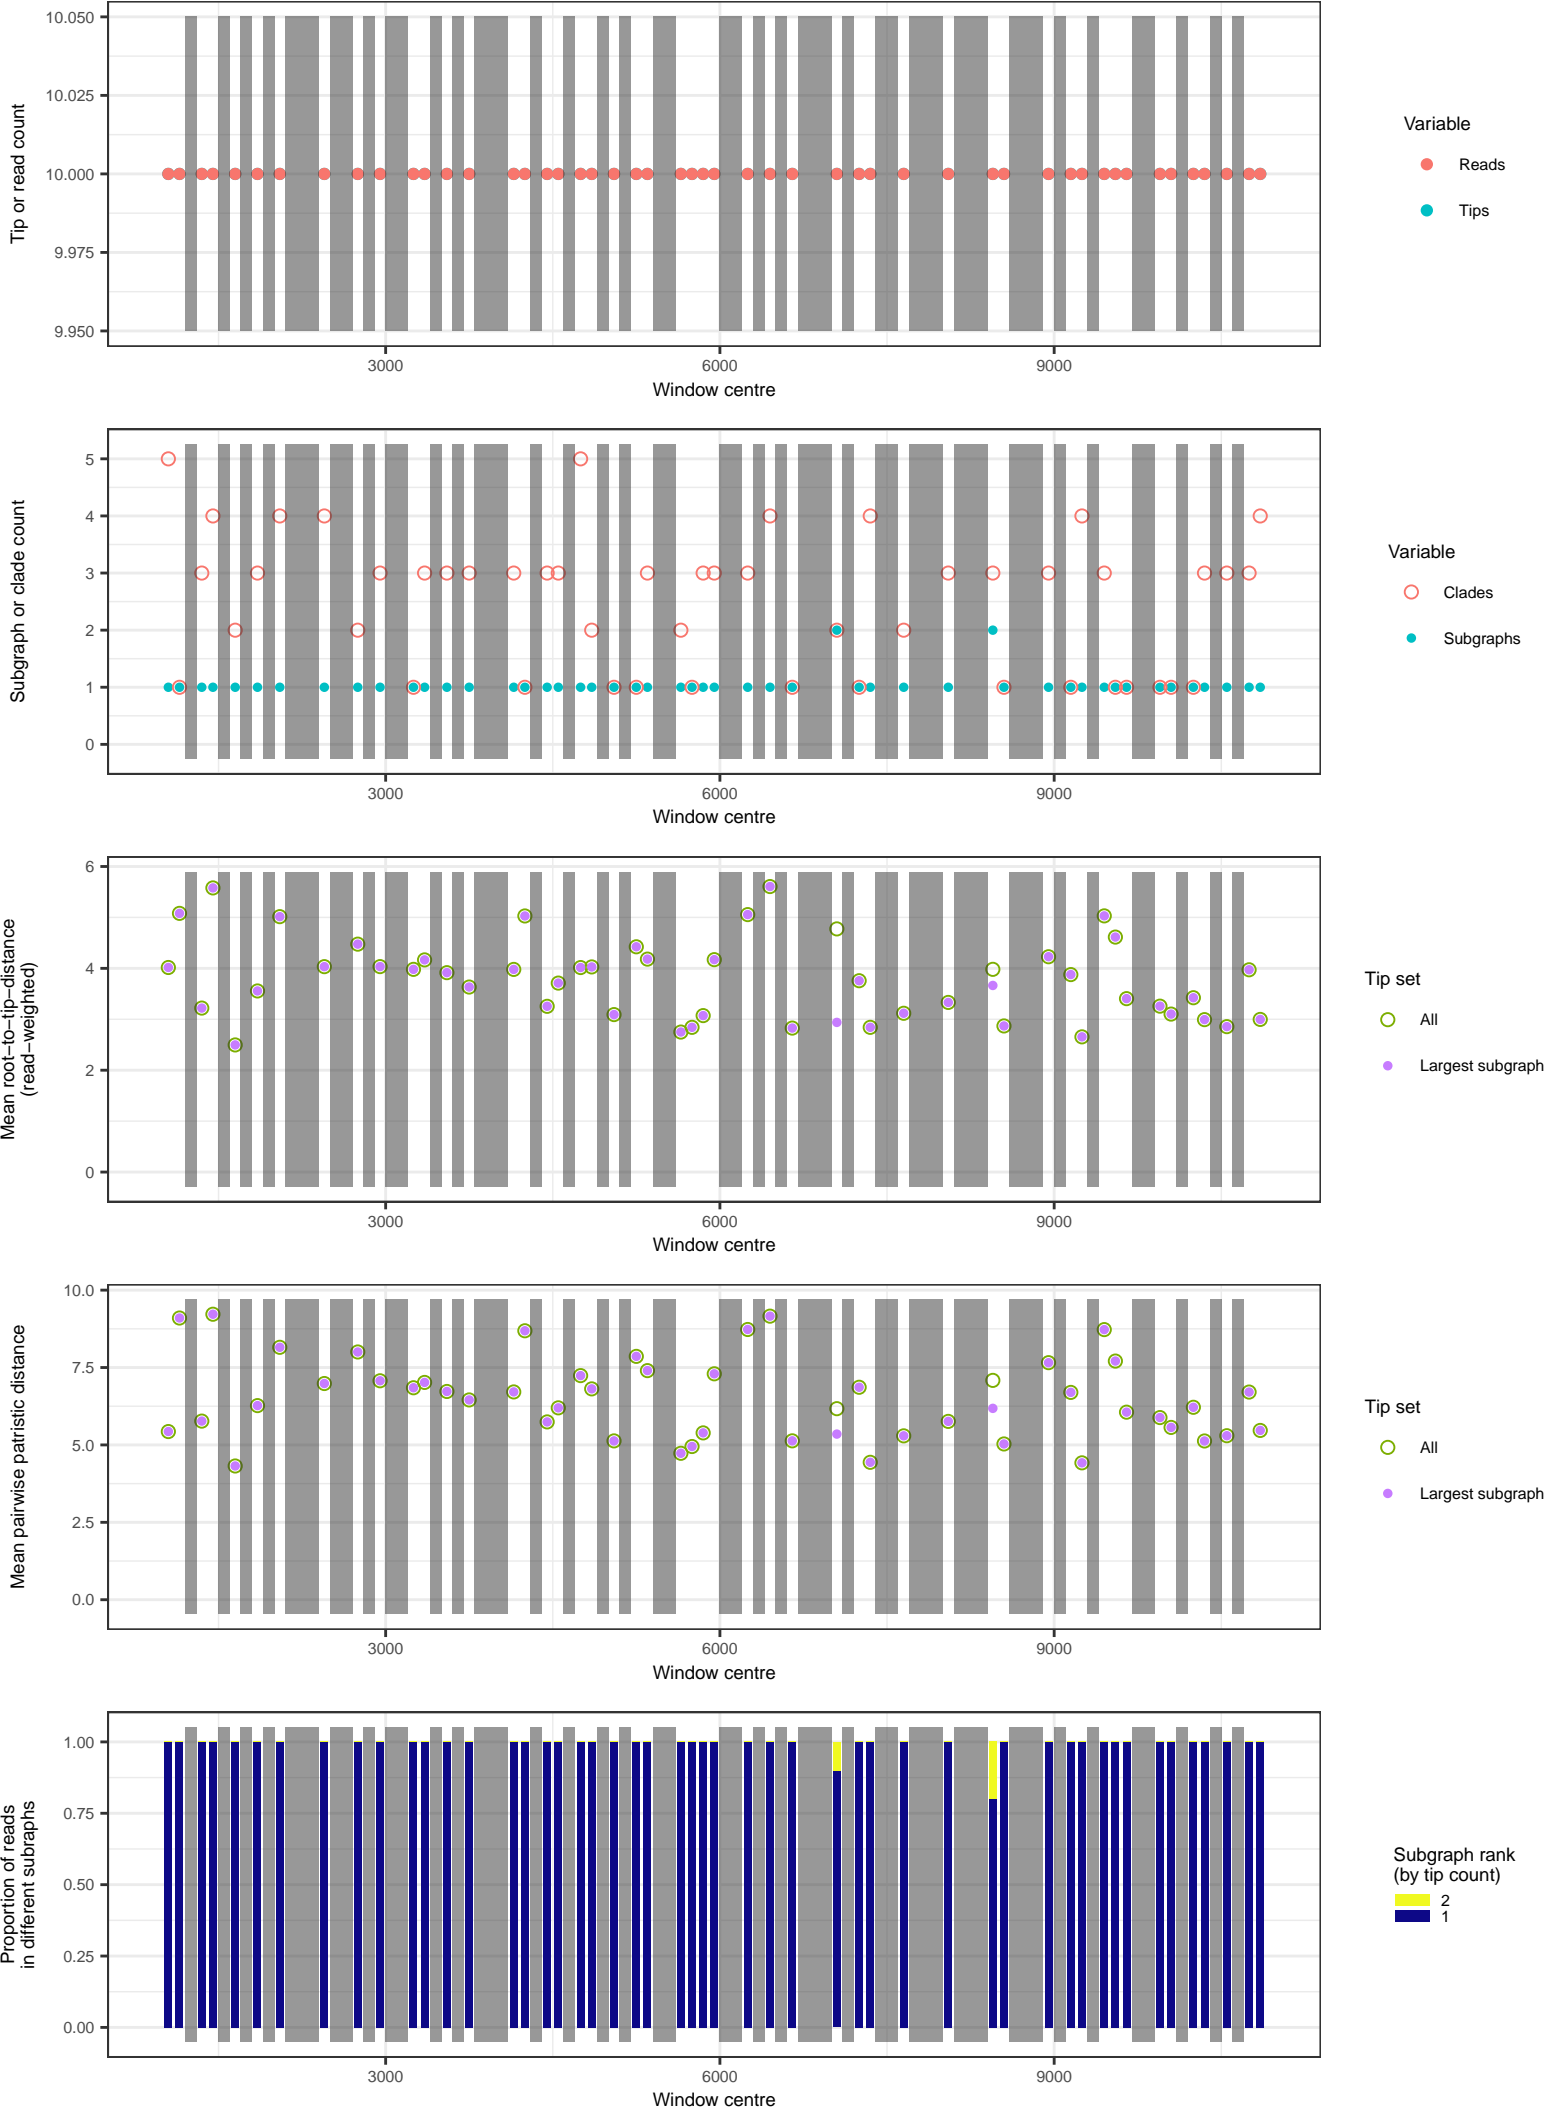 10.050
10.025
10.000
9.975
9.950
Tip or read count
3000
6000
9000
Window centre
Variable
Reads
Tips
5
4
3
2
1
0
Subgraph or clade count
3000
6000
9000
Window centre
Variable
Clades
Subgraphs
6
4
2
0
Mean root−to−tip−distance
(read−weighted)
3000
6000
9000
Window centre
Tip set
All
Largest subgraph
10.0
7.5
5.0
2.5
0.0
Mean pairwise patristic distance
3000
6000
9000
Window centre
Tip set
All
Largest subgraph
1.00
0.75
0.50
0.25
0.00
Proportion of reads
in different subraphs
3000
6000
9000
Window centre
Subgraph rank
(by tip count)
2
1